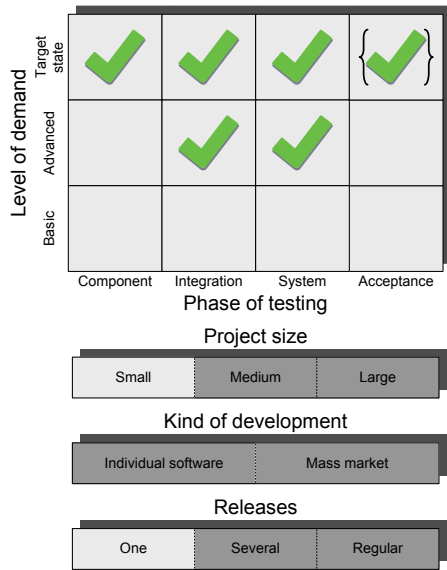 Level of demand
Target
state
Advanced
Basic
{ }
Component Integration System Acceptance
Phase of testing
Project size
Small Medium Large
Kind of development
Individual software Mass market
Releases
One Several Regular